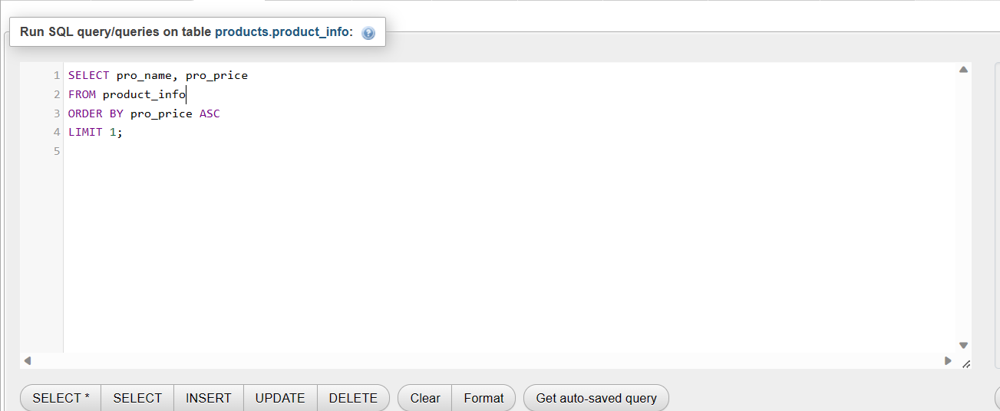 Run SQL query/queries on table products.product_info:
1 SELECT pro_name, pro_price
2 FROM product_info
3 ORDER BY pro_price ASC
4 LIMIT 1;
5
SELECT * SELECT INSERT UPDATE DELETE Clear Format Get auto-saved query